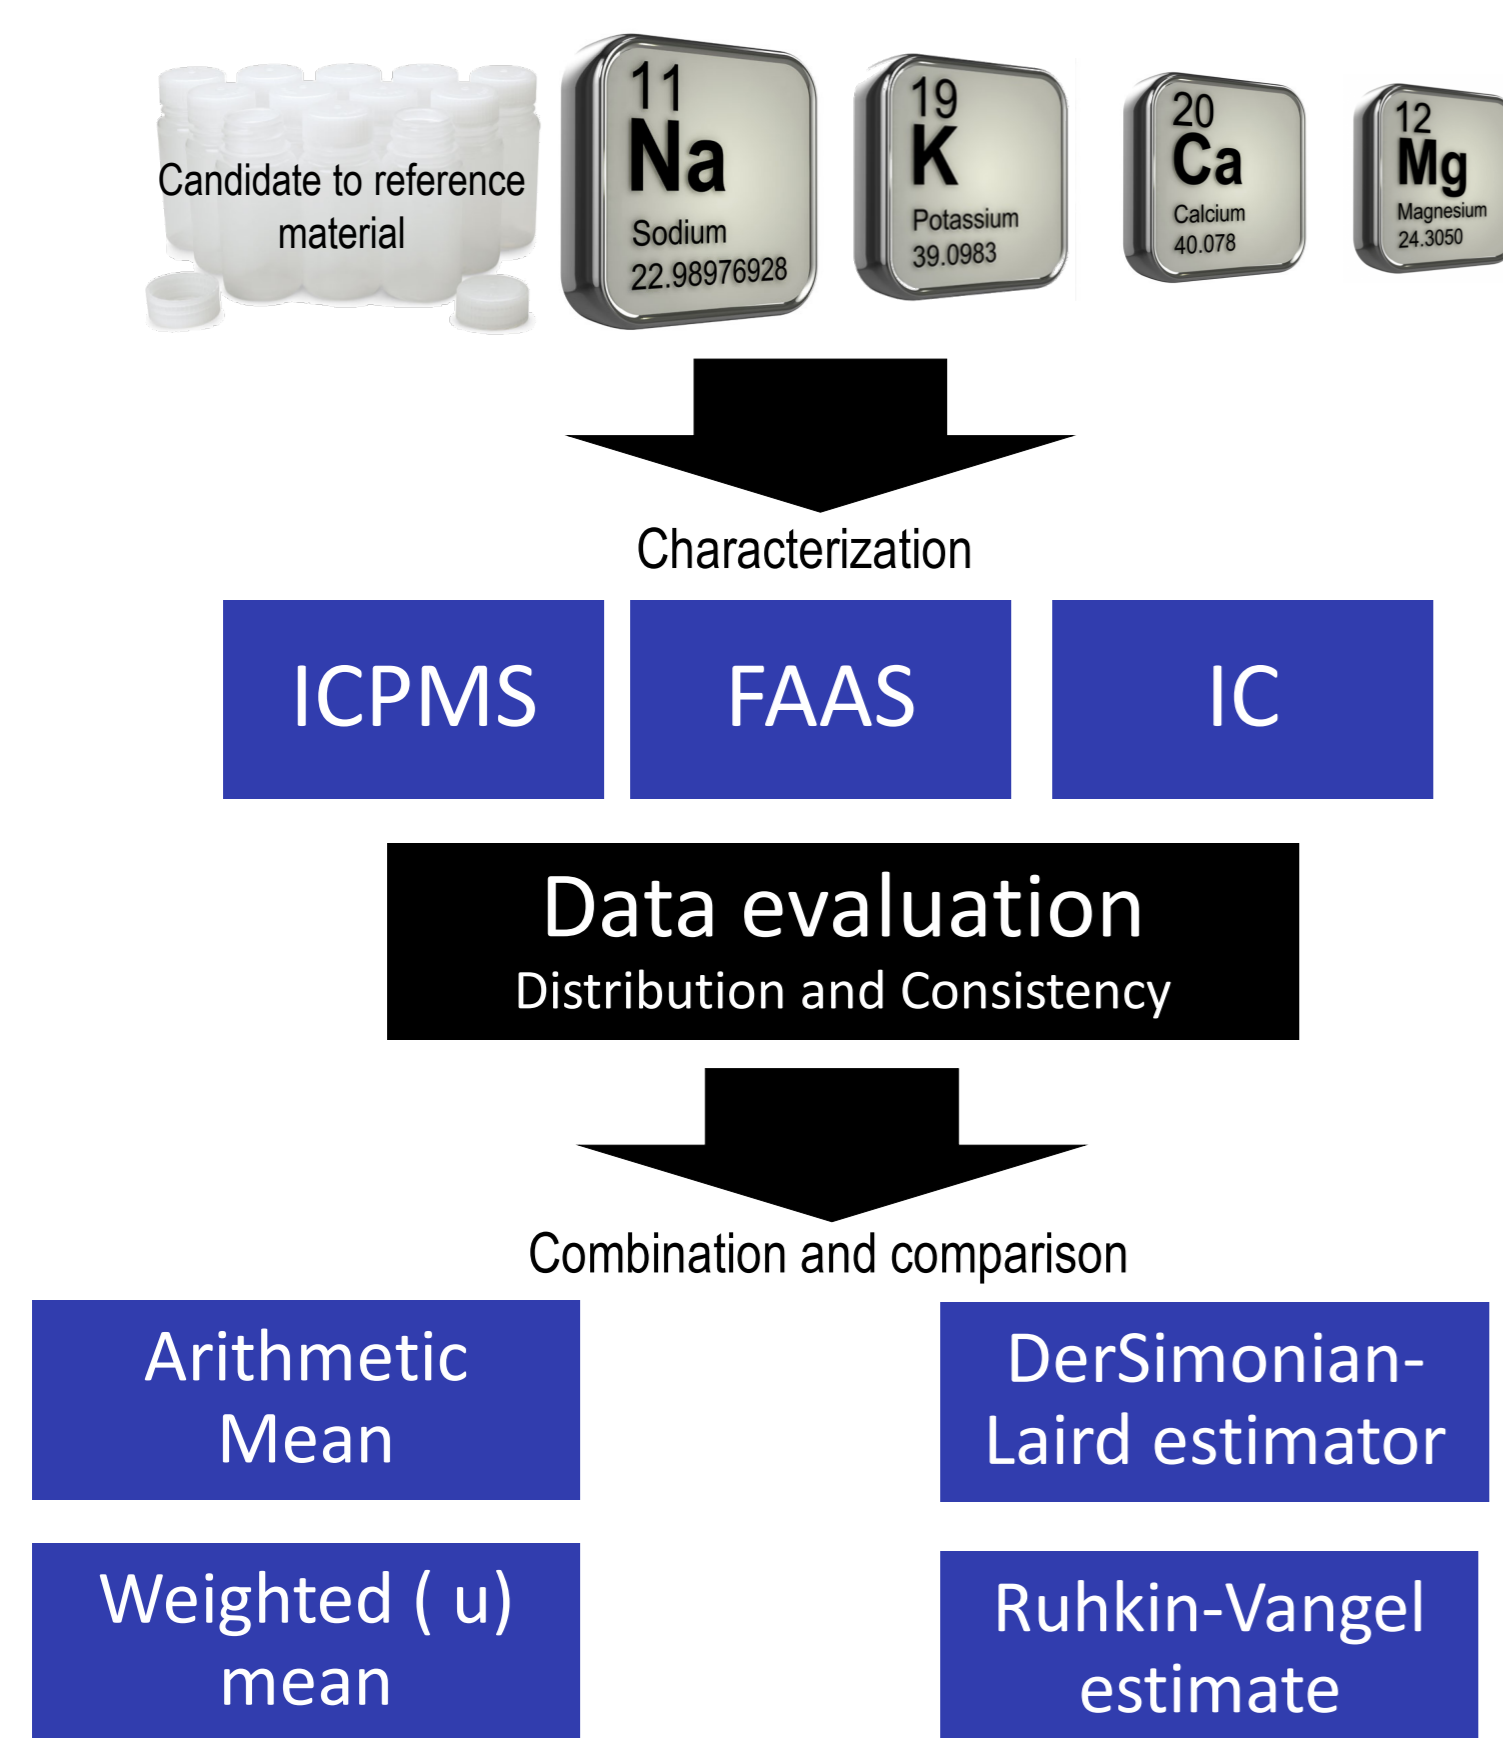 Candidate to reference
material
11
Na
Sodium
22.98976928
19
K
Potassium
39.0983
20
Ca
Calcium
40.078
12
Mg
Magnesium
24.3050
Characterization
ICPMS
FAAS
IC
Data evaluation
Distribution and Consistency
Combination and comparison
Arithmetic
Mean
DerSimonian-
Laird estimator
Weighted ( u)
mean
Ruhkin-Vangel
estimate